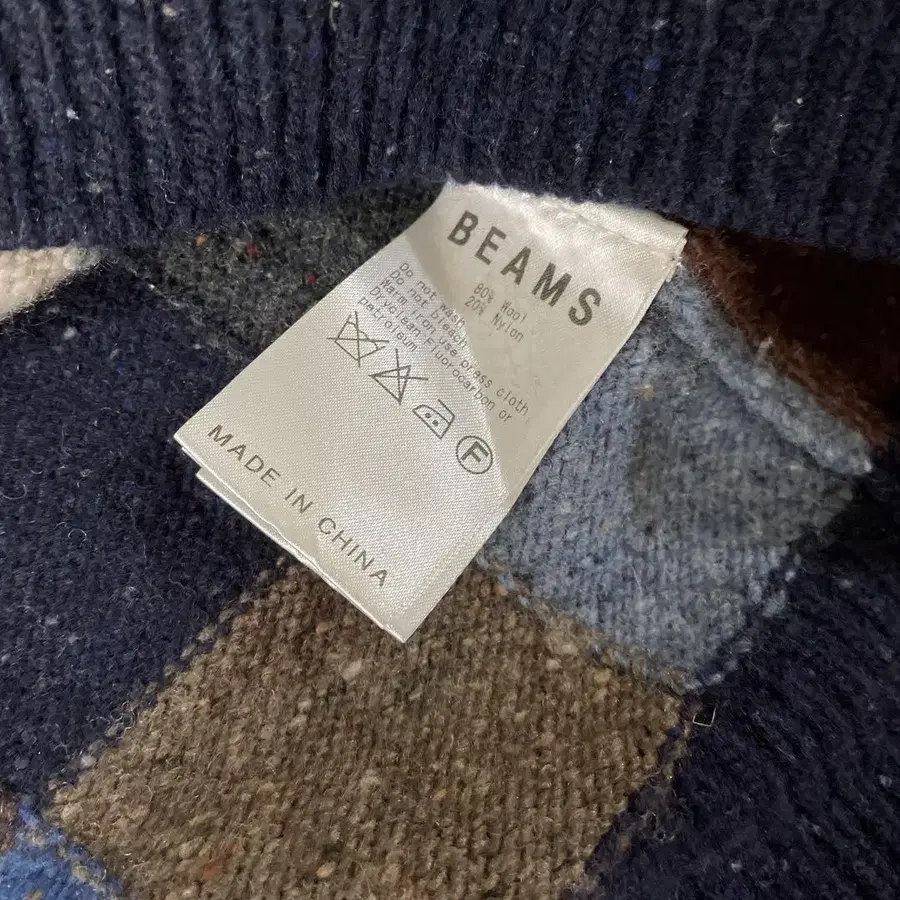 BEAMS
80% Wool
20% Nylon
Do not wash
Do not bleach
Warm iron,use press cloth
Dryclean Fluorocarbon or
petroleum
F
MADE IN CHINA